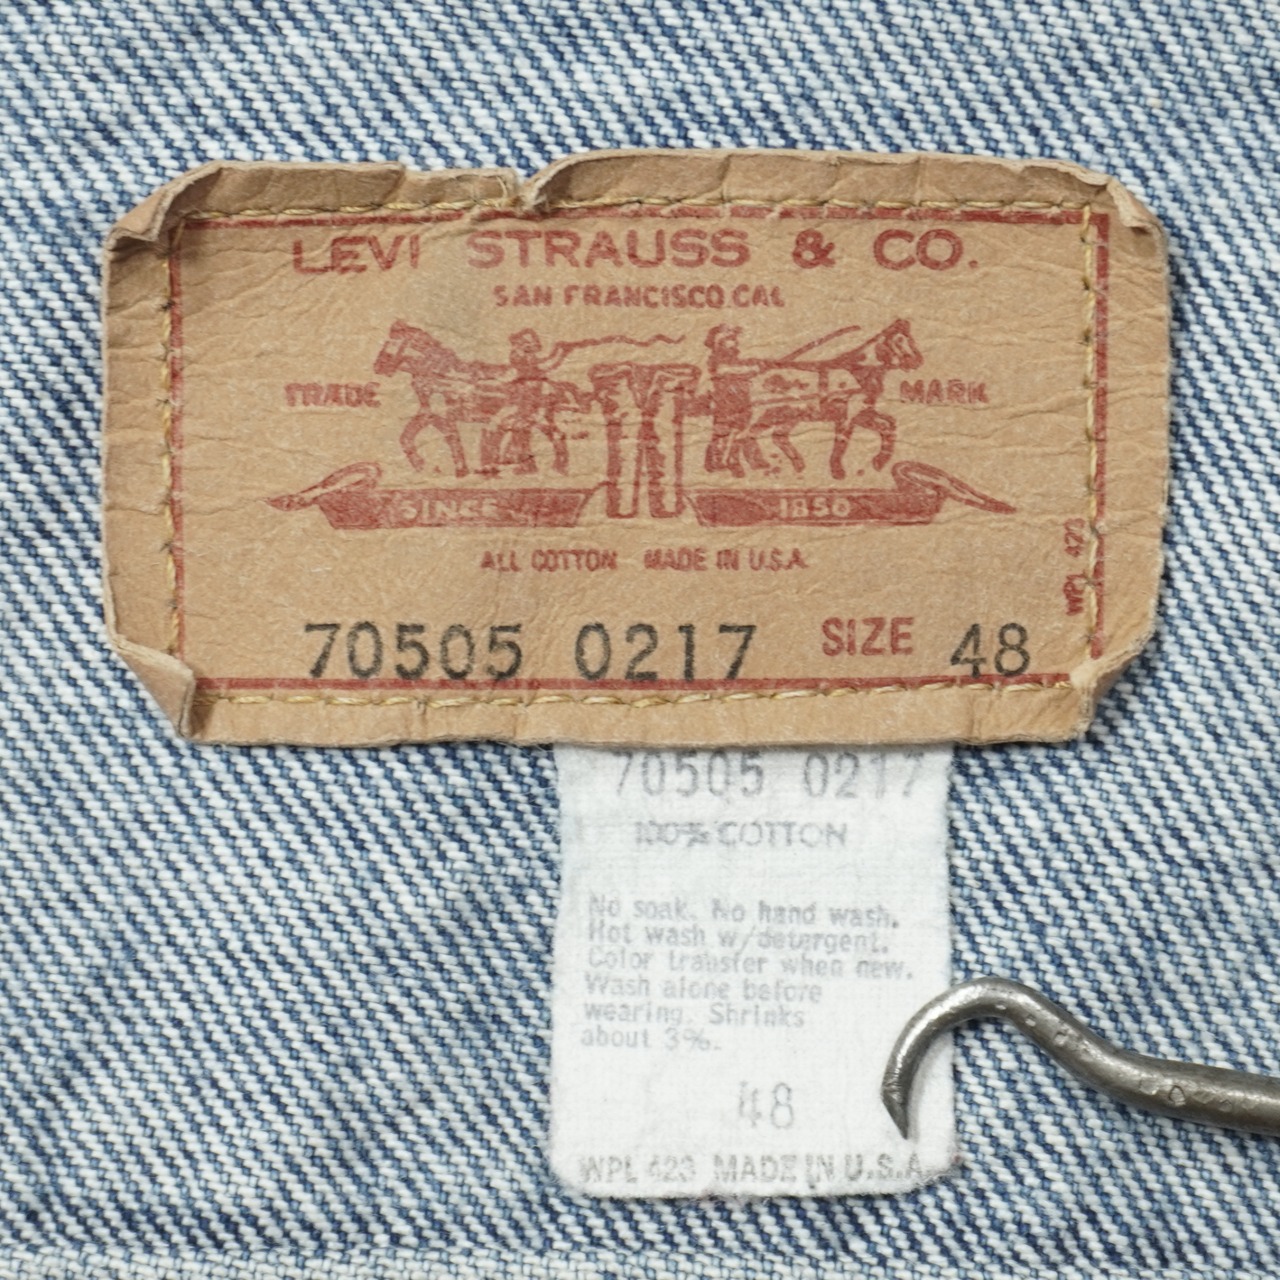 LEVI STRAUSS & CO.
SAN FRANCISCO, CAL
TRADE MARK
SINCE 1850
ALL COTTON MADE IN U.S.A.
WPL 423
70505 0217 SIZE 48
70505 0217
100% COTTON
No soak. No hand wash.
Hot wash w/detergent.
Color transfer when new.
Wash alone before
wearing. Shrinks
about 3%.
48
WPL 423 MADE IN U.S.A.